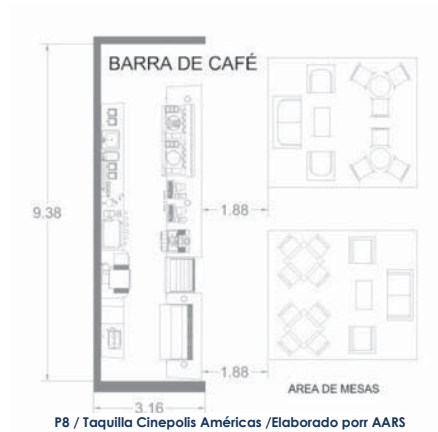 BARRA DE CAFÉ
9.38
1.88
1.88
AREA DE MESAS
3.16
P8 / Taquilla Cinepolis Américas /Elaborado porr AARS